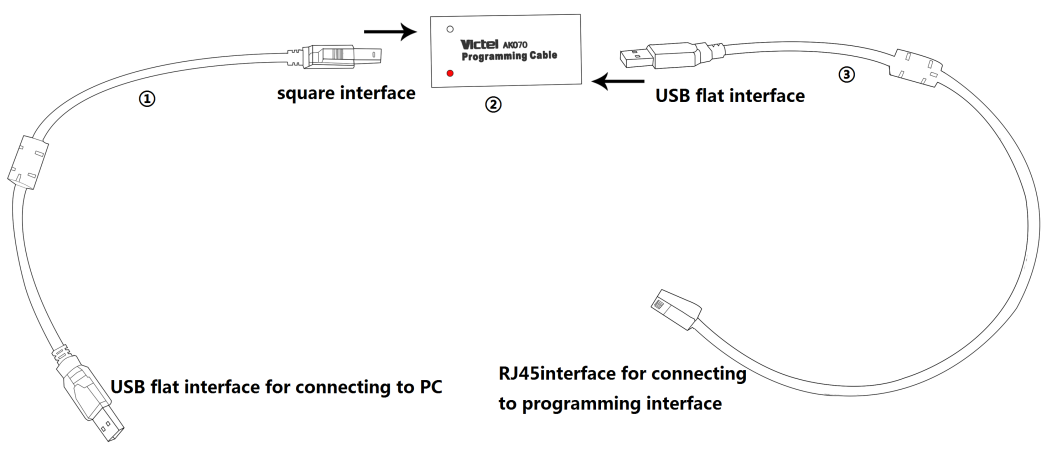 Victel AK070
Programming Cable
square interface
①
②
USB flat interface
③
USB flat interface for connecting to PC
RJ45interface for connecting
to programming interface